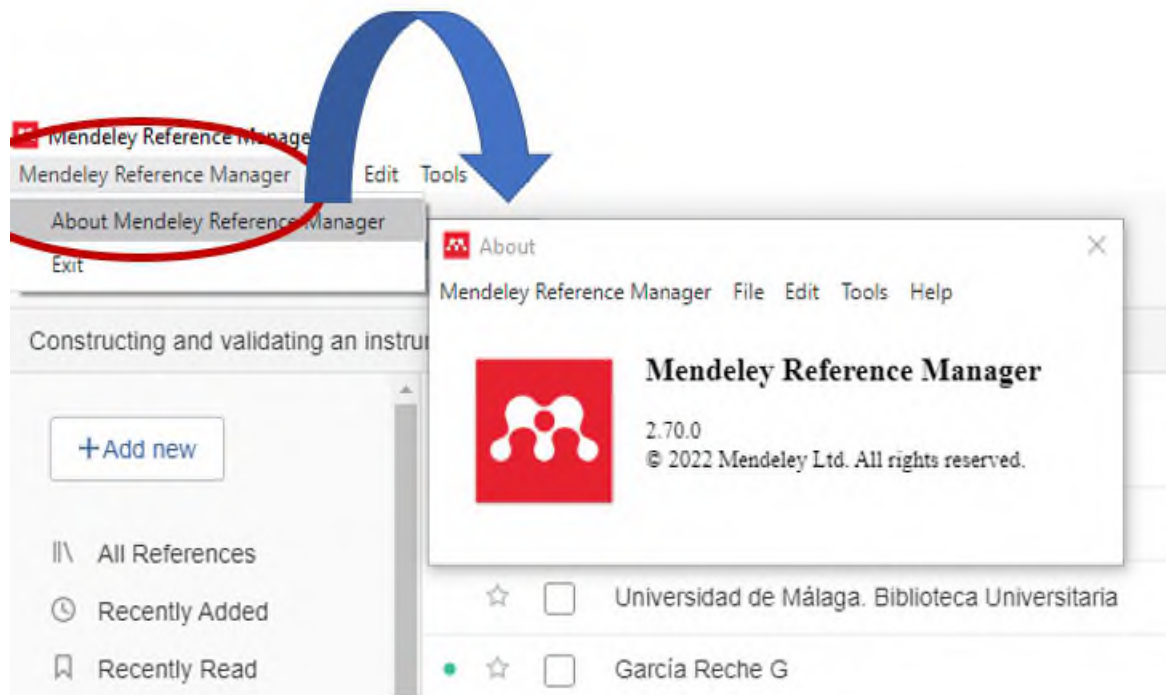 Mendeley Reference Manage
Mendeley Reference Manager Edit Tools
About Mendeley Reference Manager
Exit
About
Mendeley Reference Manager File Edit Tools Help
Mendeley Reference Manager
2.70.0
© 2022 Mendeley Ltd. All rights reserved.
Constructing and validating an instru
+Add new
All References
Recently Added
Recently Read
Universidad de Málaga. Biblioteca Universitaria
García Reche G